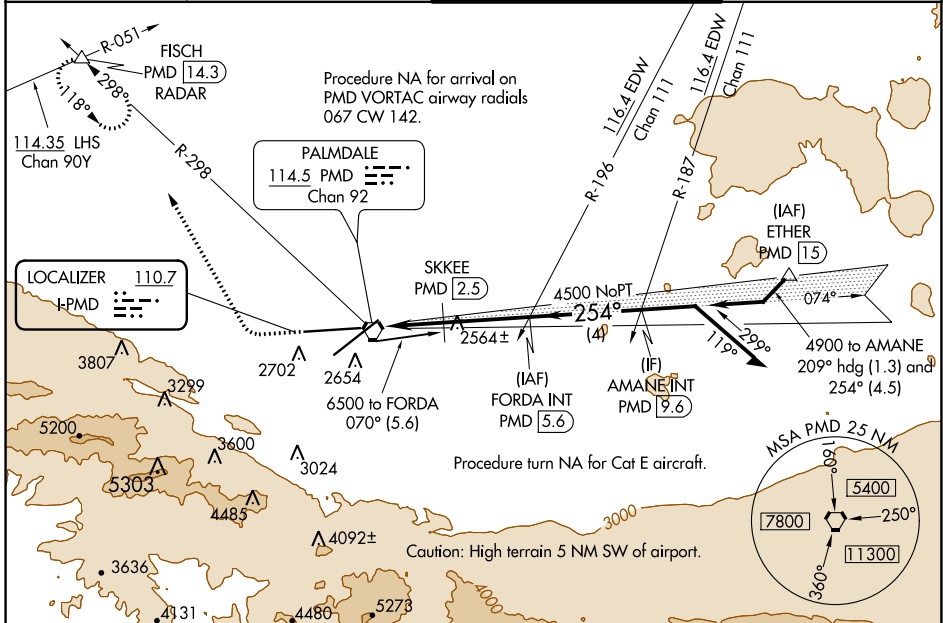 R-051
FISCH
PMD 14.3
RADAR
298°
118°
114.35 LHS
Chan 90Y
R-298
Procedure NA for arrival on
PMD VORTAC airway radials
067 CW 142.
116.4 EDW
Chan 111
R-196
116.4 EDW
Chan 111
R-187
PALMDALE
114.5 PMD
Chan 92
(IAF)
ETHER
PMD 15
LOCALIZER 110.7
I-PMD
SKKEE
PMD 2.5
4500 NoPT
254°
(4)
074°
2564±
299°
119°
4900 to AMANE
209° hdg (1.3) and
254° (4.5)
3807
2702
2654
6500 to FORDA
070° (5.6)
(IAF)
FORDA INT
PMD 5.6
(IF)
AMANE INT
PMD 9.6
3299
5200
3600
3024
5303
4485
Procedure turn NA for Cat E aircraft.
MSA PMD 25 NM
160°
5400
250°
7800
11300
360°
3000
4092±
Caution: High terrain 5 NM SW of airport.
3636
4131
4480
5273
4000